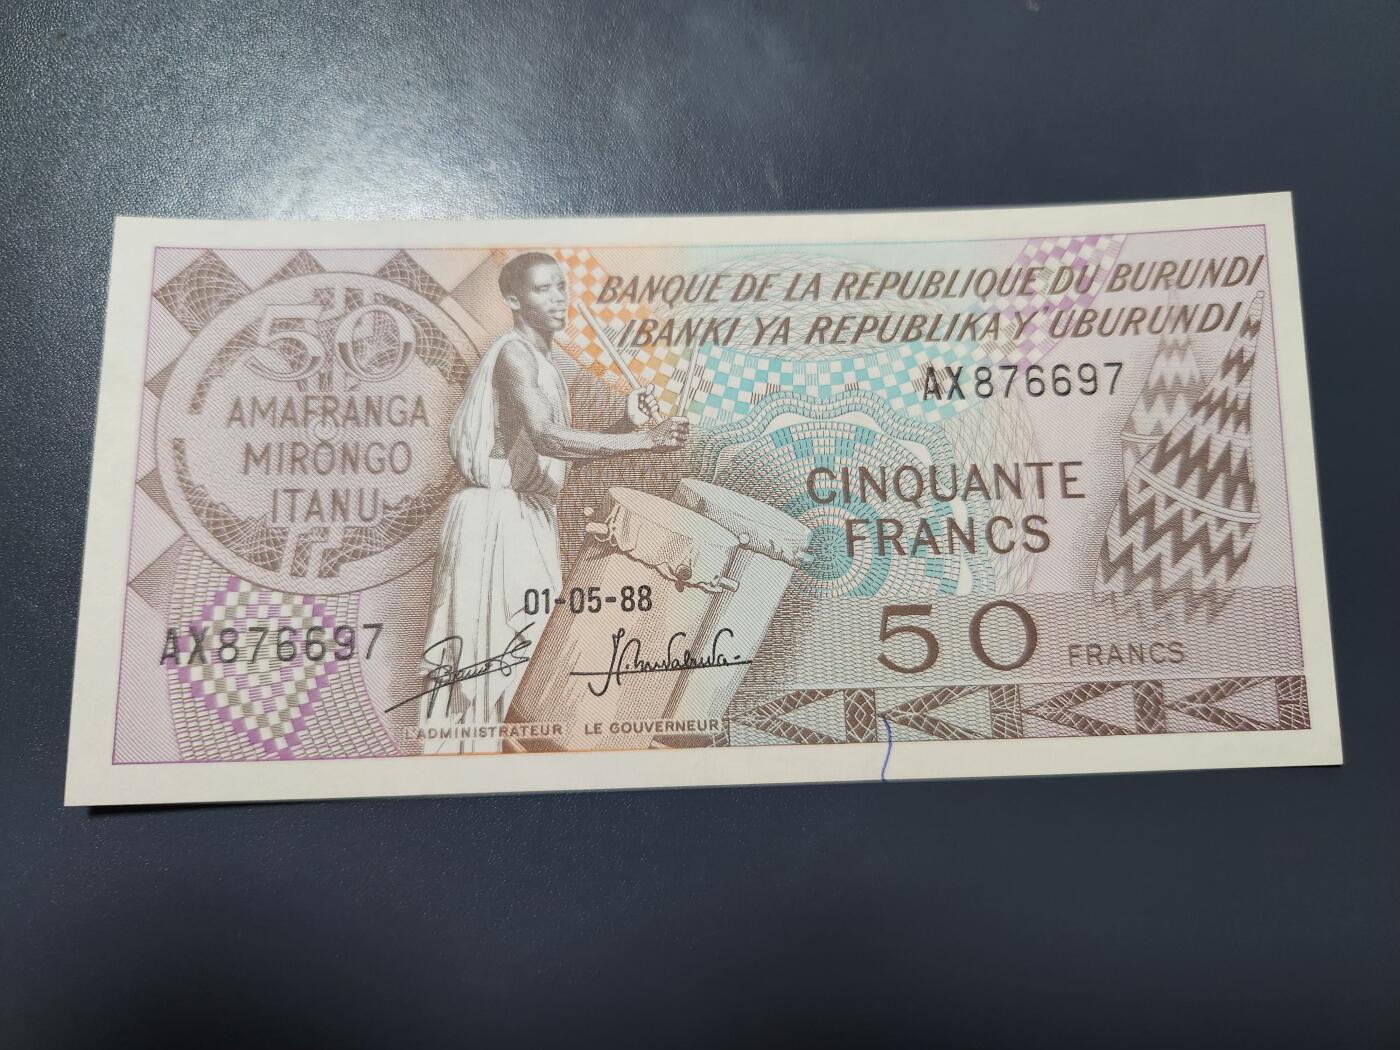 BANQUE DE LA REPUBLIQUE DU BURUNDI
IBANKI YA REPUBLIKA Y'UBURUNDI
50
AMAFRANGA
MIRONGO
ITANU
AX876697
CINQUANTE
FRANCS
01-05-88
50 FRANCS
AX876697
L'ADMINISTRATEUR LE GOUVERNEUR